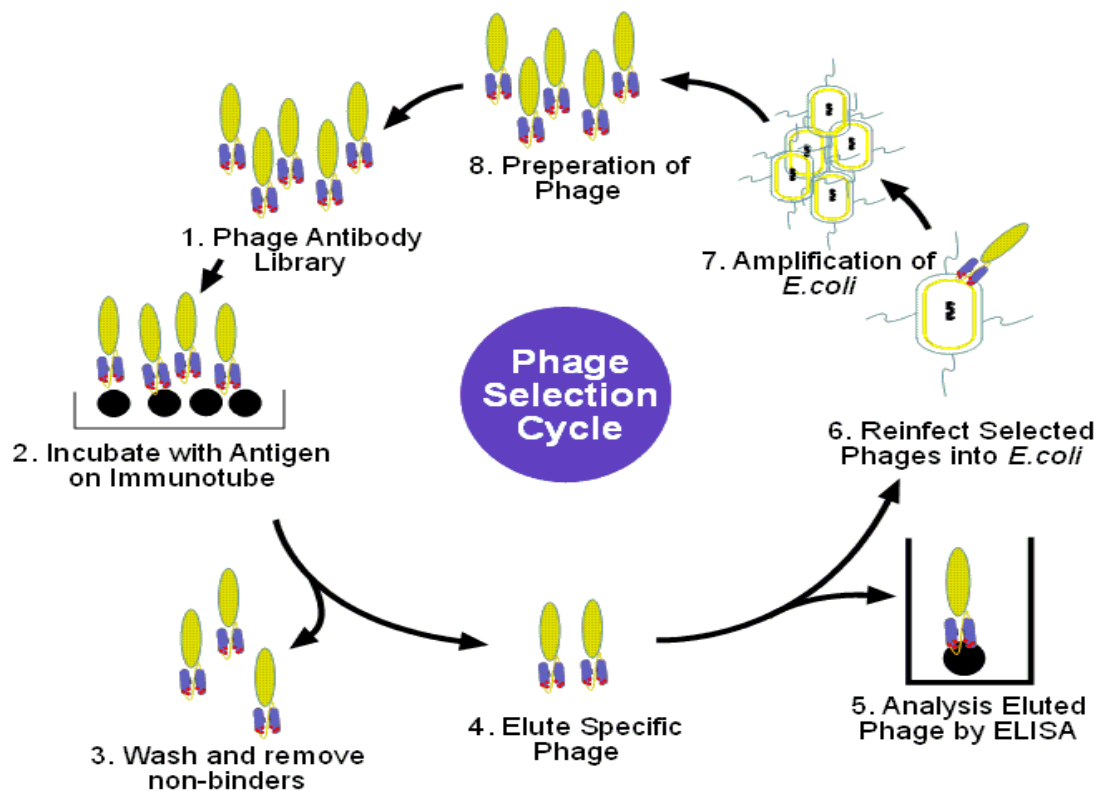 Phage
Selection
Cycle
1. Phage Antibody
Library
2. Incubate with Antigen
on Immunotube
3. Wash and remove
non-binders
4. Elute Specific
Phage
5. Analysis Eluted
Phage by ELISA
6. Reinfect Selected
Phages into E.coli
7. Amplification of
E.coli
8. Preperation of
Phage